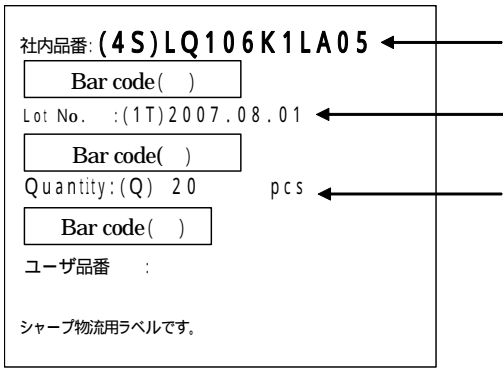 社内品番:(4S)LQ106K1LA05
Bar code( )
Lot No. :(1T)2007.08.01
Bar code( )
Quantity:(Q) 20 pcs
Bar code( )
ユーザ品番 :
シャープ物流用ラベルです。